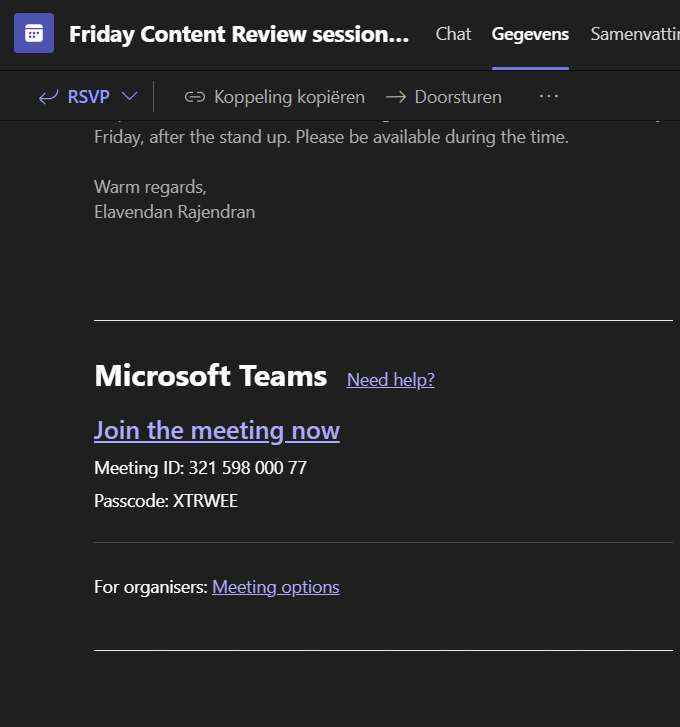 Friday Content Review session...
Chat
Gegevens
RSVP
Koppeling kopiëren
Doorsturen
Friday, after the stand up. Please be available during the time.
Warm regards,
Elavendan Rajendran
Microsoft Teams
Need help?
Join the meeting now
Meeting ID: 321 598 000 77
Passcode: XTRWEE
For organisers: Meeting options